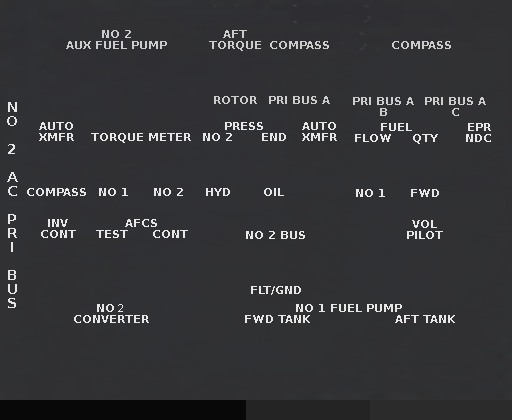 NO 2
AUX FUEL PUMP
AFT
TORQUE COMPASS
COMPASS
ROTOR PRI BUS A
PRI BUS A
B
PRI BUS A
C
AUTO
XMFR
TORQUE METER
PRESS
NO 2 END
AUTO
XMFR
FUEL
FLOW QTY
EPR
NDC
COMPASS NO 1 NO 2 HYD OIL NO 1 FWD
INV
CONT
AFCS
TEST CONT
NO 2 BUS
VOL
PILOT
FLT/GND
NO 2
CONVERTER
NO 1 FUEL PUMP
FWD TANK AFT TANK
NO 2 AC PRI BUS